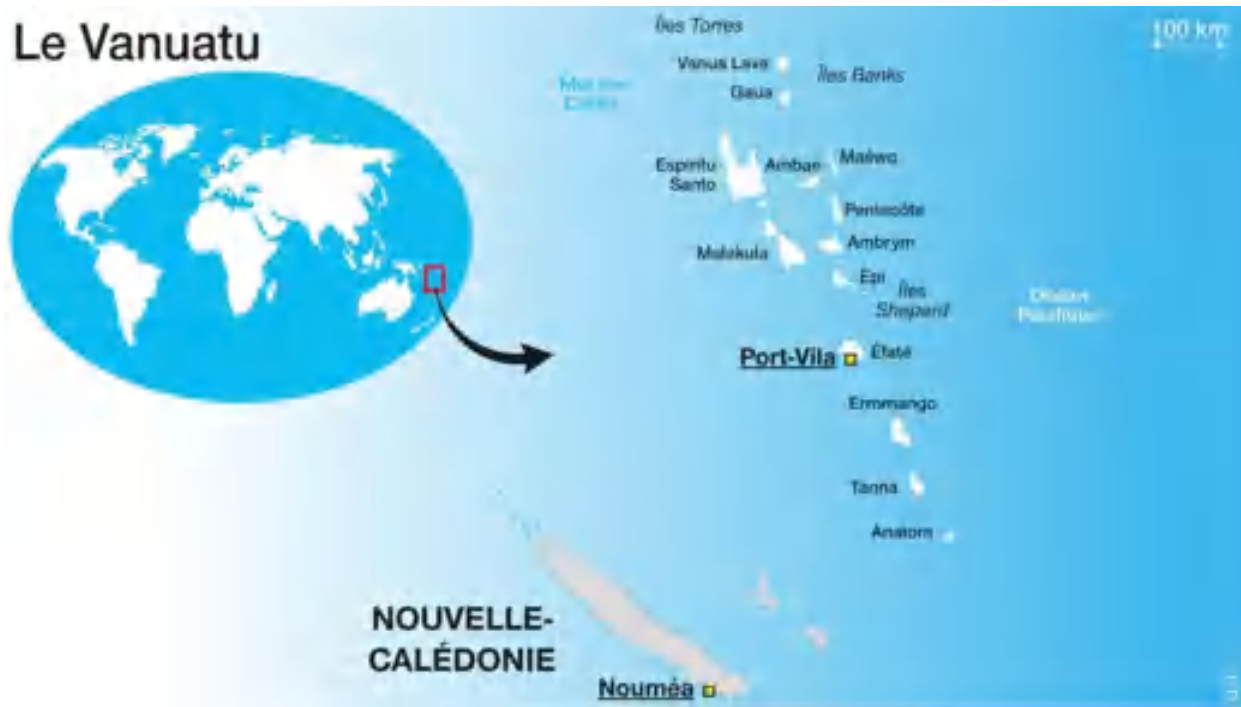 Le Vanuatu
Îles Torres
100 km
Vanua Lava
Îles Banks
Gaua
Espiritu
Santo
Ambae
Maéwo
Pentecôte
Malakula
Ambrym
Epi
Îles
Shepard
Port-Vila
Éfaté
Erromango
Tanna
Anatom
NOUVELLE-
CALÉDONIE
Nouméa